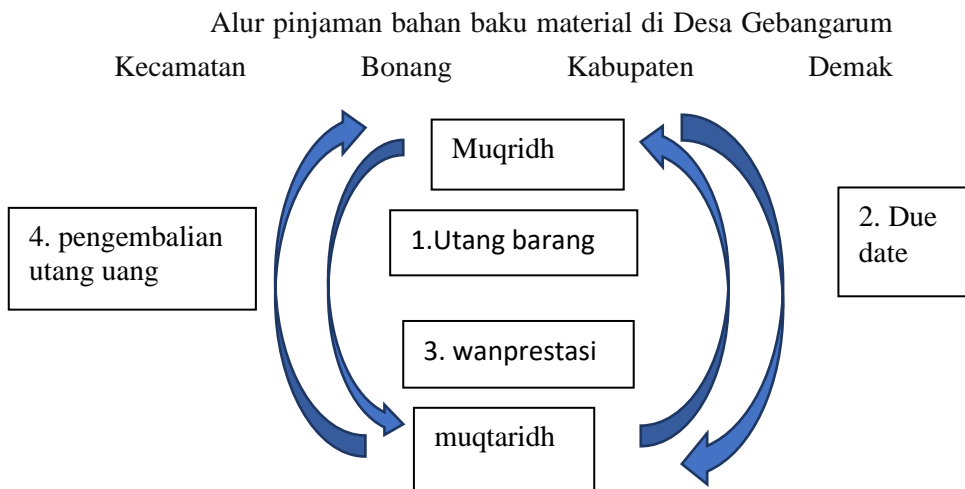 Alur pinjaman bahan baku material di Desa Gebangarum
Kecamatan Bonang Kabupaten Demak
Muqridh
4. pengembalian
utang uang
1.Utang barang
2. Due
date
3. wanprestasi
muqtaridh